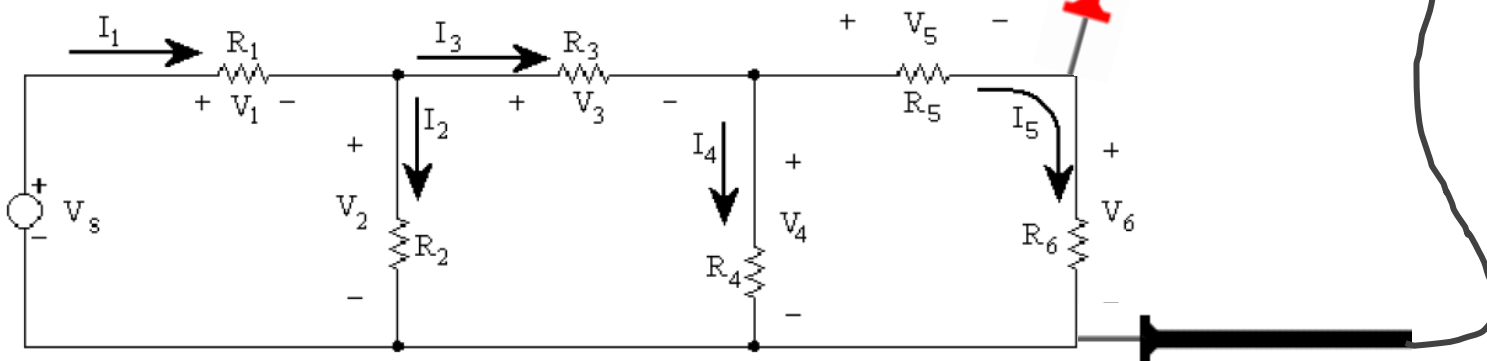 I1 R1 I3 R3 + V5 −
+ V1 − + V3 − R5 I5
I2 I4
+ + +
+ VS − V2 R2 V4 R4 R6 V6
− − −